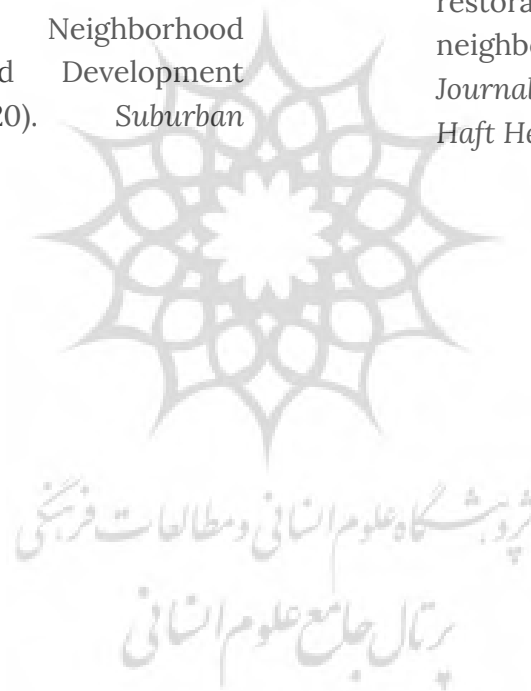 Neighborhood
Development
20). Suburban
restora
neighbo
Journal
Haft He
پژوهشگاه علوم انسانی و مطالعات فرهنگی
پرتال جامع علوم انسانی